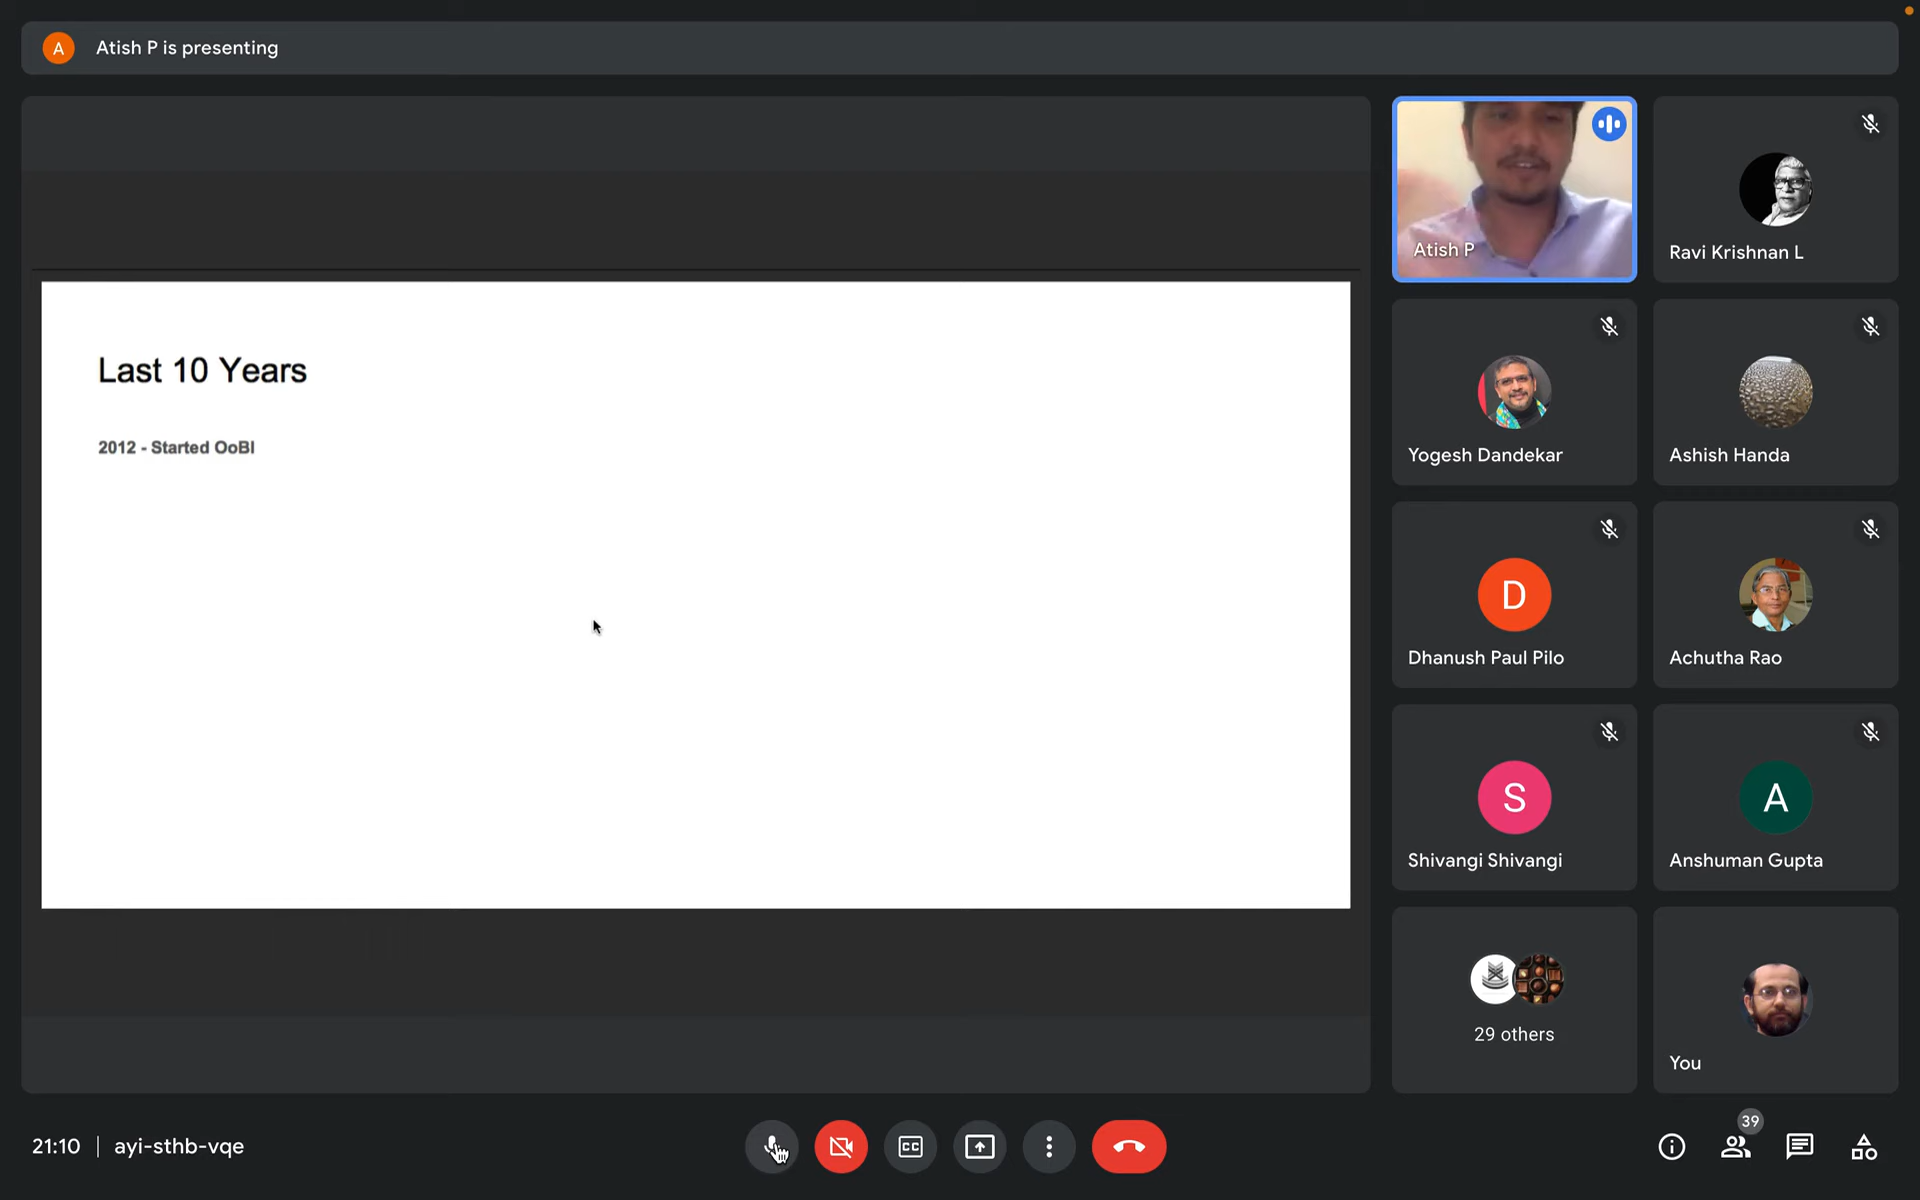 A Atish P is presenting
Last 10 Years
2012 - Started OoBI
Atish P
Ravi Krishnan L
Yogesh Dandekar
Ashish Handa
D
Dhanush Paul Pilo
Achutha Rao
S
Shivangi Shivangi
A
Anshuman Gupta
29 others
You
21:10 | ayi-sthb-vqe
CC
39